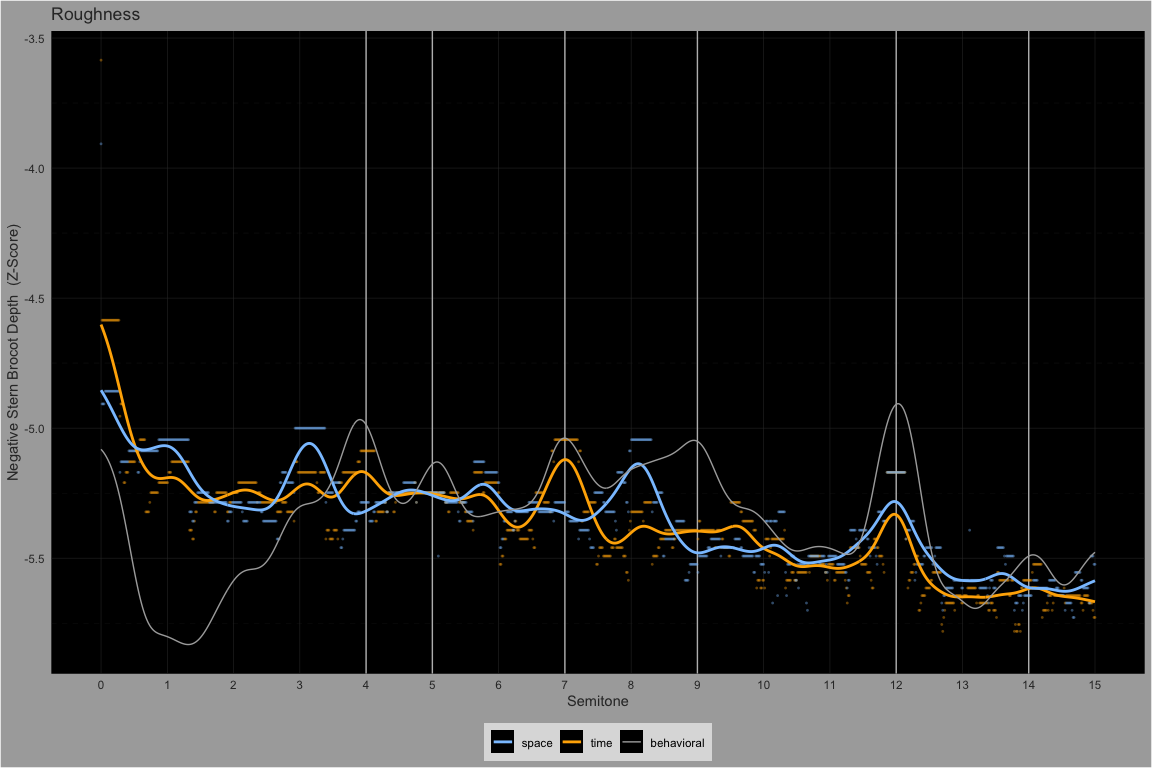 Roughness
Negative Stern Brocot Depth (Z-Score)
-3.5
-4.0
-4.5
-5.0
-5.5
0 1 2 3 4 5 6 7 8 9 10 11 12 13 14 15
Semitone
space time behavioral